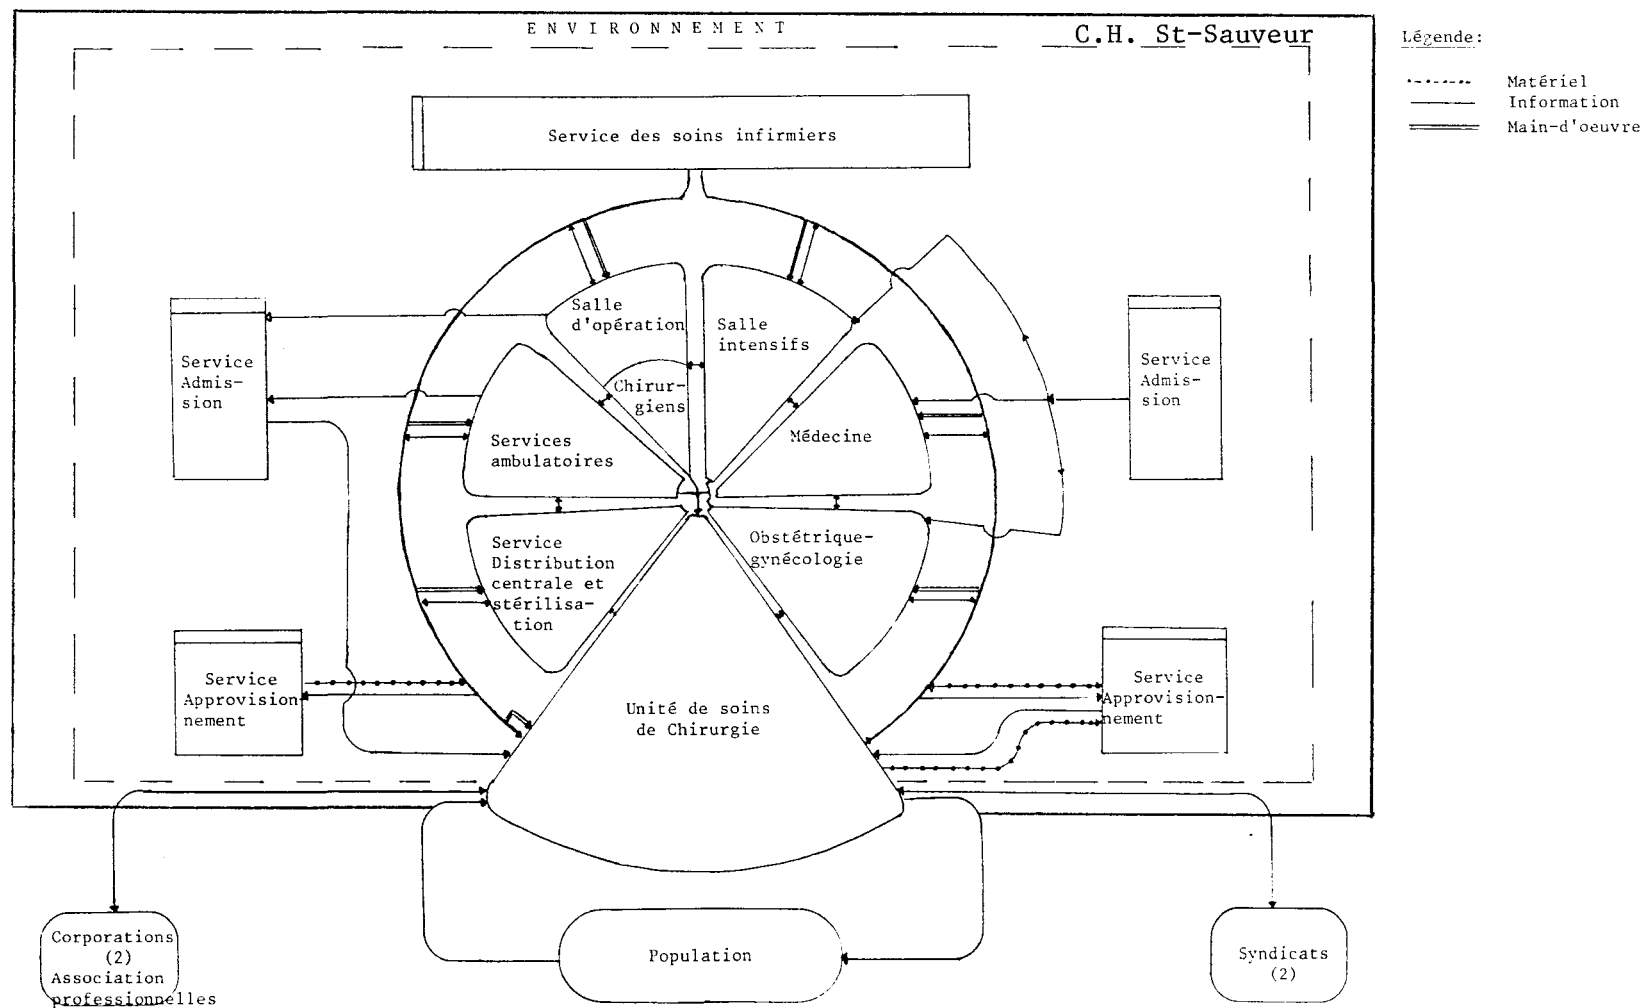 E N V I R O N N E M E N T
C.H. St-Sauveur
Légende:
Matériel
Information
Main-d'oeuvre
Service des soins infirmiers
Salle
d'opération
Salle
intensifs
Service
Admis-
sion
Chirur-
giens
Service
Admis-
sion
Services
ambulatoires
Médecine
Service
Distribution
centrale et
stérilisa-
tion
Obstétrique-
gynécologie
Service
Approvision
nement
Unité de soins
de Chirurgie
Service
Approvision-
nement
Corporations
(2)
Association
professionnelles
Population
Syndicats
(2)